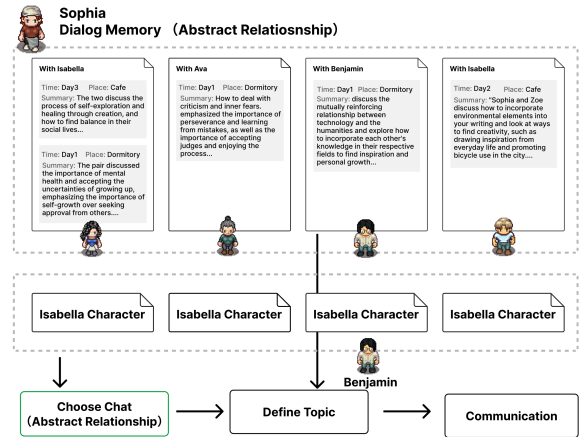 Sophia
Dialog Memory （Abstract Relatiosnship）
With Isabella
Time: Day3 Place: Cafe
Summary: The two discuss the
process of self-exploration and
healing through creation, and
how to find balance in their
social lives...
Time: Day1 Place: Dormitory
Summary: The pair discussed
the importance of mental
health and accepting the
uncertainties of growing up,
emphasizing the importance of
self-growth over seeking
approval from others....
With Ava
Time: Day1 Place: Dormitory
Summary: How to deal with
criticism and inner fears.
emphasized the importance of
perseverance and learning
from mistakes, as well as the
importance of accepting
judges and enjoying the
process...
With Benjamin
Time: Day1 Place: Dormitory
Summary: discuss the
mutually reinforcing
relationship between
technology and the
humanities and explore how
to incorporate each other's
knowledge in their respective
fields to find inspiration and
personal growth...
With Isabella
Time: Day2 Place: Cafe
Summary: "Sophia and Zoe
discuss how to incorporate
environmental elements into
your writing and look at ways
to find creativity, such as
drawing inspiration from
everyday life and promoting
bicycle use in the city....
Isabella Character
Isabella Character
Isabella Character
Isabella Character
Benjamin
Choose Chat
（Abstract Relationship）
Define Topic
Communication